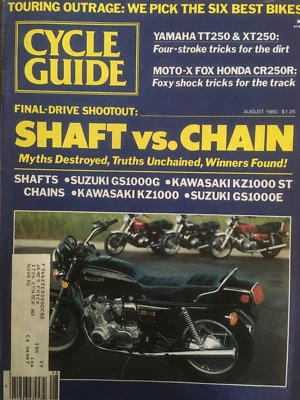 TOURING OUTRAGE: WE PICK THE SIX BEST BIKES
CYCLE
GUIDE
YAMAHA TT250 & XT250:
Four-stroke tricks for the dirt
MOTO-X FOX HONDA CR250R:
Foxy shock tricks for the track
FINAL-DRIVE SHOOTOUT:
AUGUST 1980 $1.25
SHAFT vs. CHAIN
Myths Destroyed, Truths Unchained, Winners Found!
SHAFTS •SUZUKI GS1000G •KAWASAKI KZ1000 ST
CHAINS •KAWASAKI KZ1000 •SUZUKI GS1000E
SUZUKI